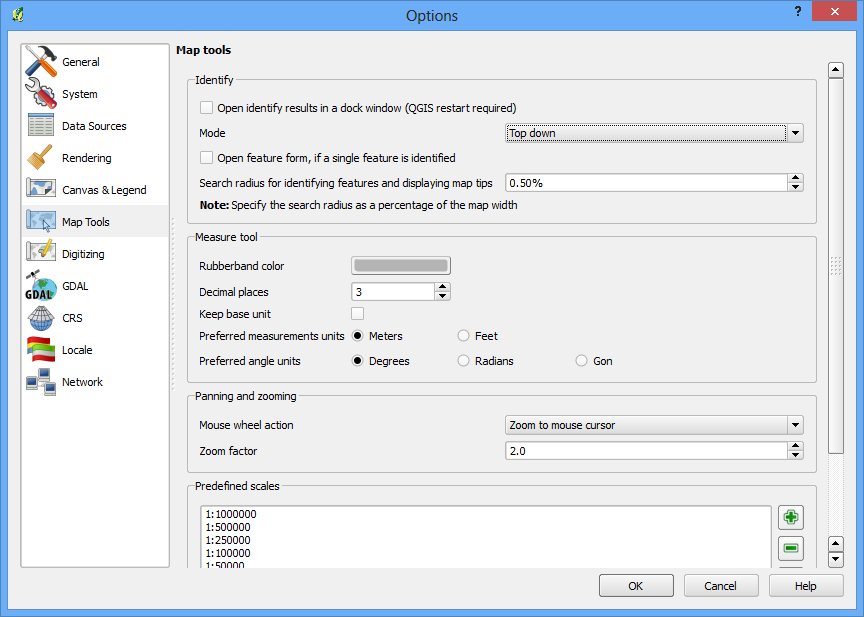 Options
?
General
System
Data Sources
Rendering
Canvas & Legend
Map Tools
Digitizing
GDAL
GDAL
CRS
Locale
Network
Map tools
Identify
Open identify results in a dock window (QGIS restart required)
Mode Top down
Open feature form, if a single feature is identified
Search radius for identifying features and displaying map tips 0.50%
Note: Specify the search radius as a percentage of the map width
Measure tool
Rubberband color
Decimal places 3
Keep base unit
Preferred measurements units Meters Feet
Preferred angle units Degrees Radians Gon
Panning and zooming
Mouse wheel action Zoom to mouse cursor
Zoom factor 2.0
Predefined scales
1:1000000
1:500000
1:250000
1:100000
1:50000
OK Cancel Help